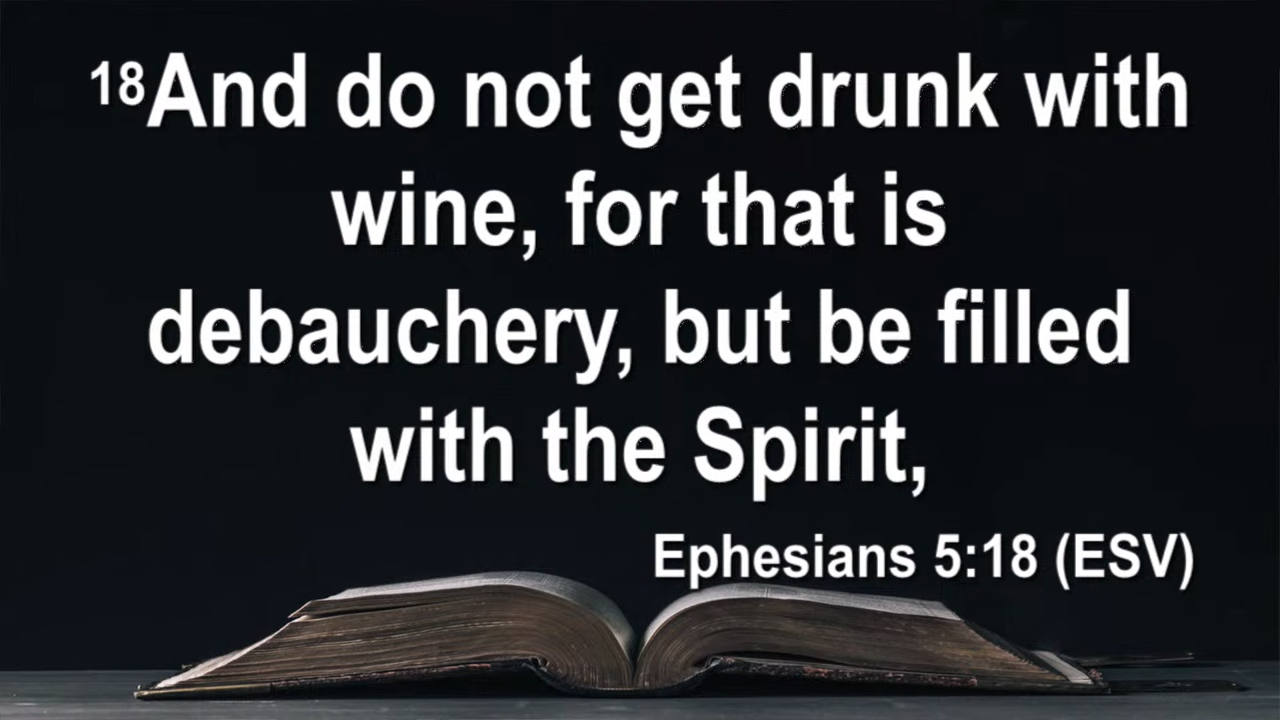 18And do not get drunk with
wine, for that is
debauchery, but be filled
with the Spirit,
Ephesians 5:18 (ESV)